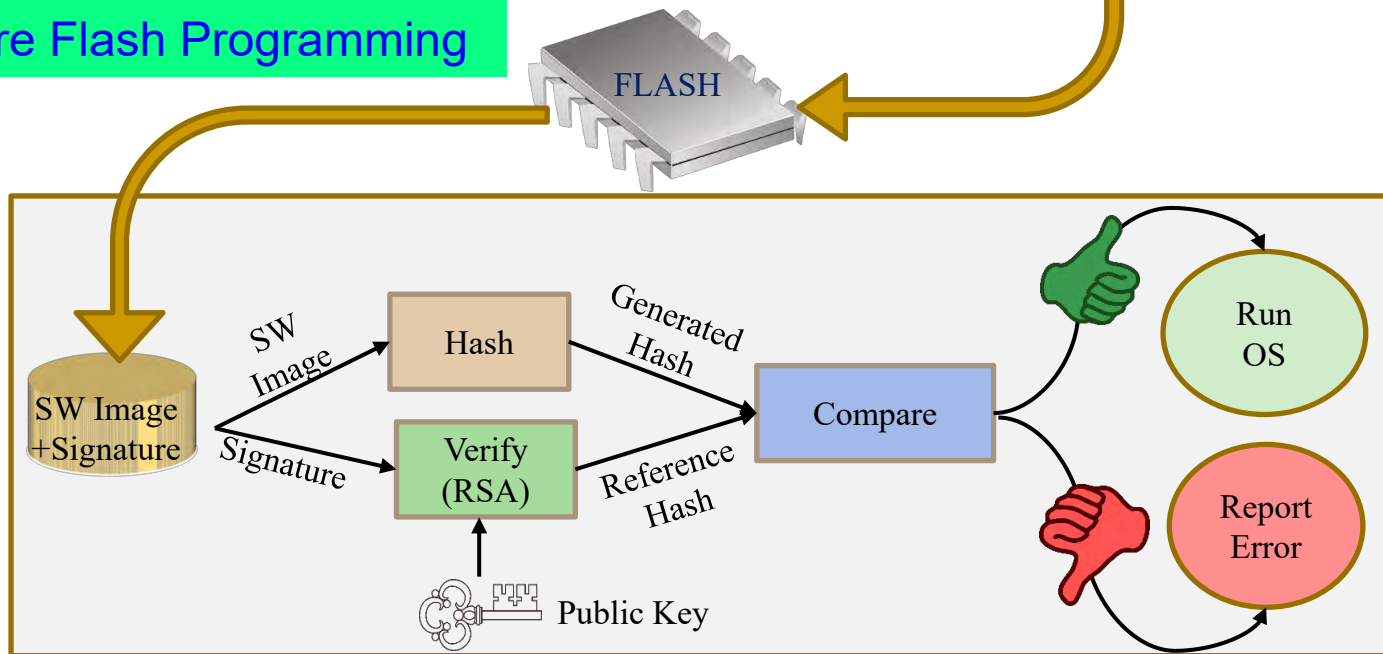 re Flash Programming
FLASH
SW
Image
Hash
Generated
Hash
Run
OS
SW Image
+Signature
Signature
Verify
(RSA)
Reference
Hash
Compare
Report
Error
Public Key